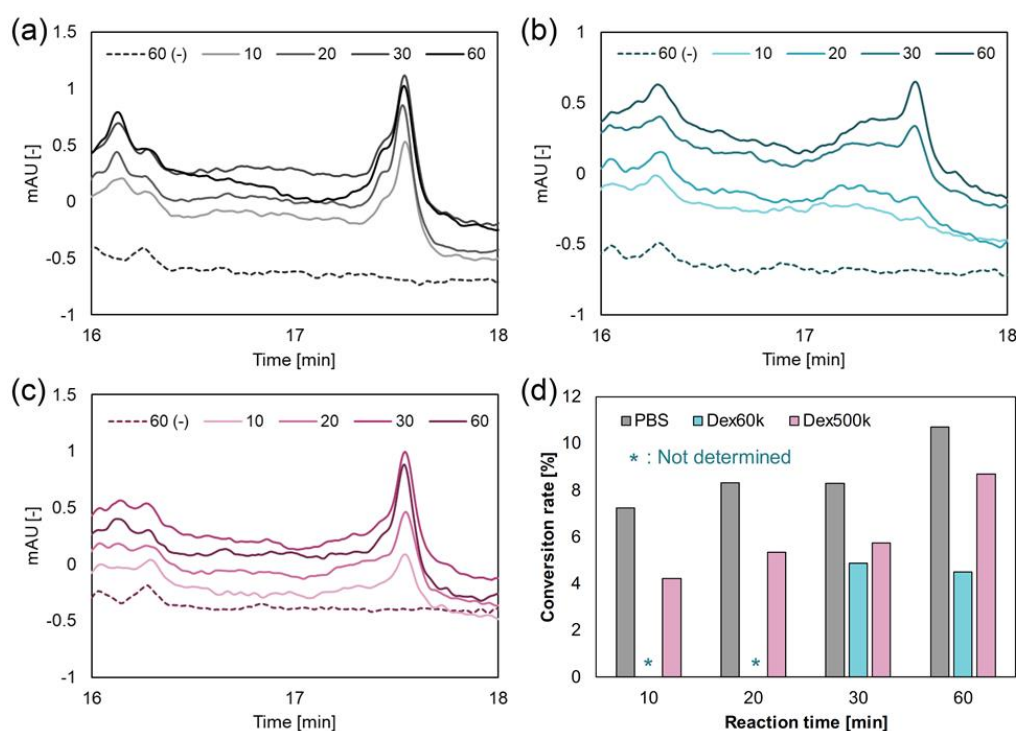 (a)
1.5
1
0.5
0
-0.5
-1
mAU [-]
60 (-) 10 20 30 60
16 17 18
Time [min]
(b)
1
0.5
0
-0.5
-1
mAU [-]
60 (-) 10 20 30 60
16 17 18
Time [min]
(c)
1.5
1
0.5
0
-0.5
-1
mAU [-]
60 (-) 10 20 30 60
16 17 18
Time [min]
(d)
12
10
8
6
4
2
0
Conversiton rate [%]
PBS Dex60k Dex500k
* : Not determined
* *
10 20 30 60
Reaction time [min]